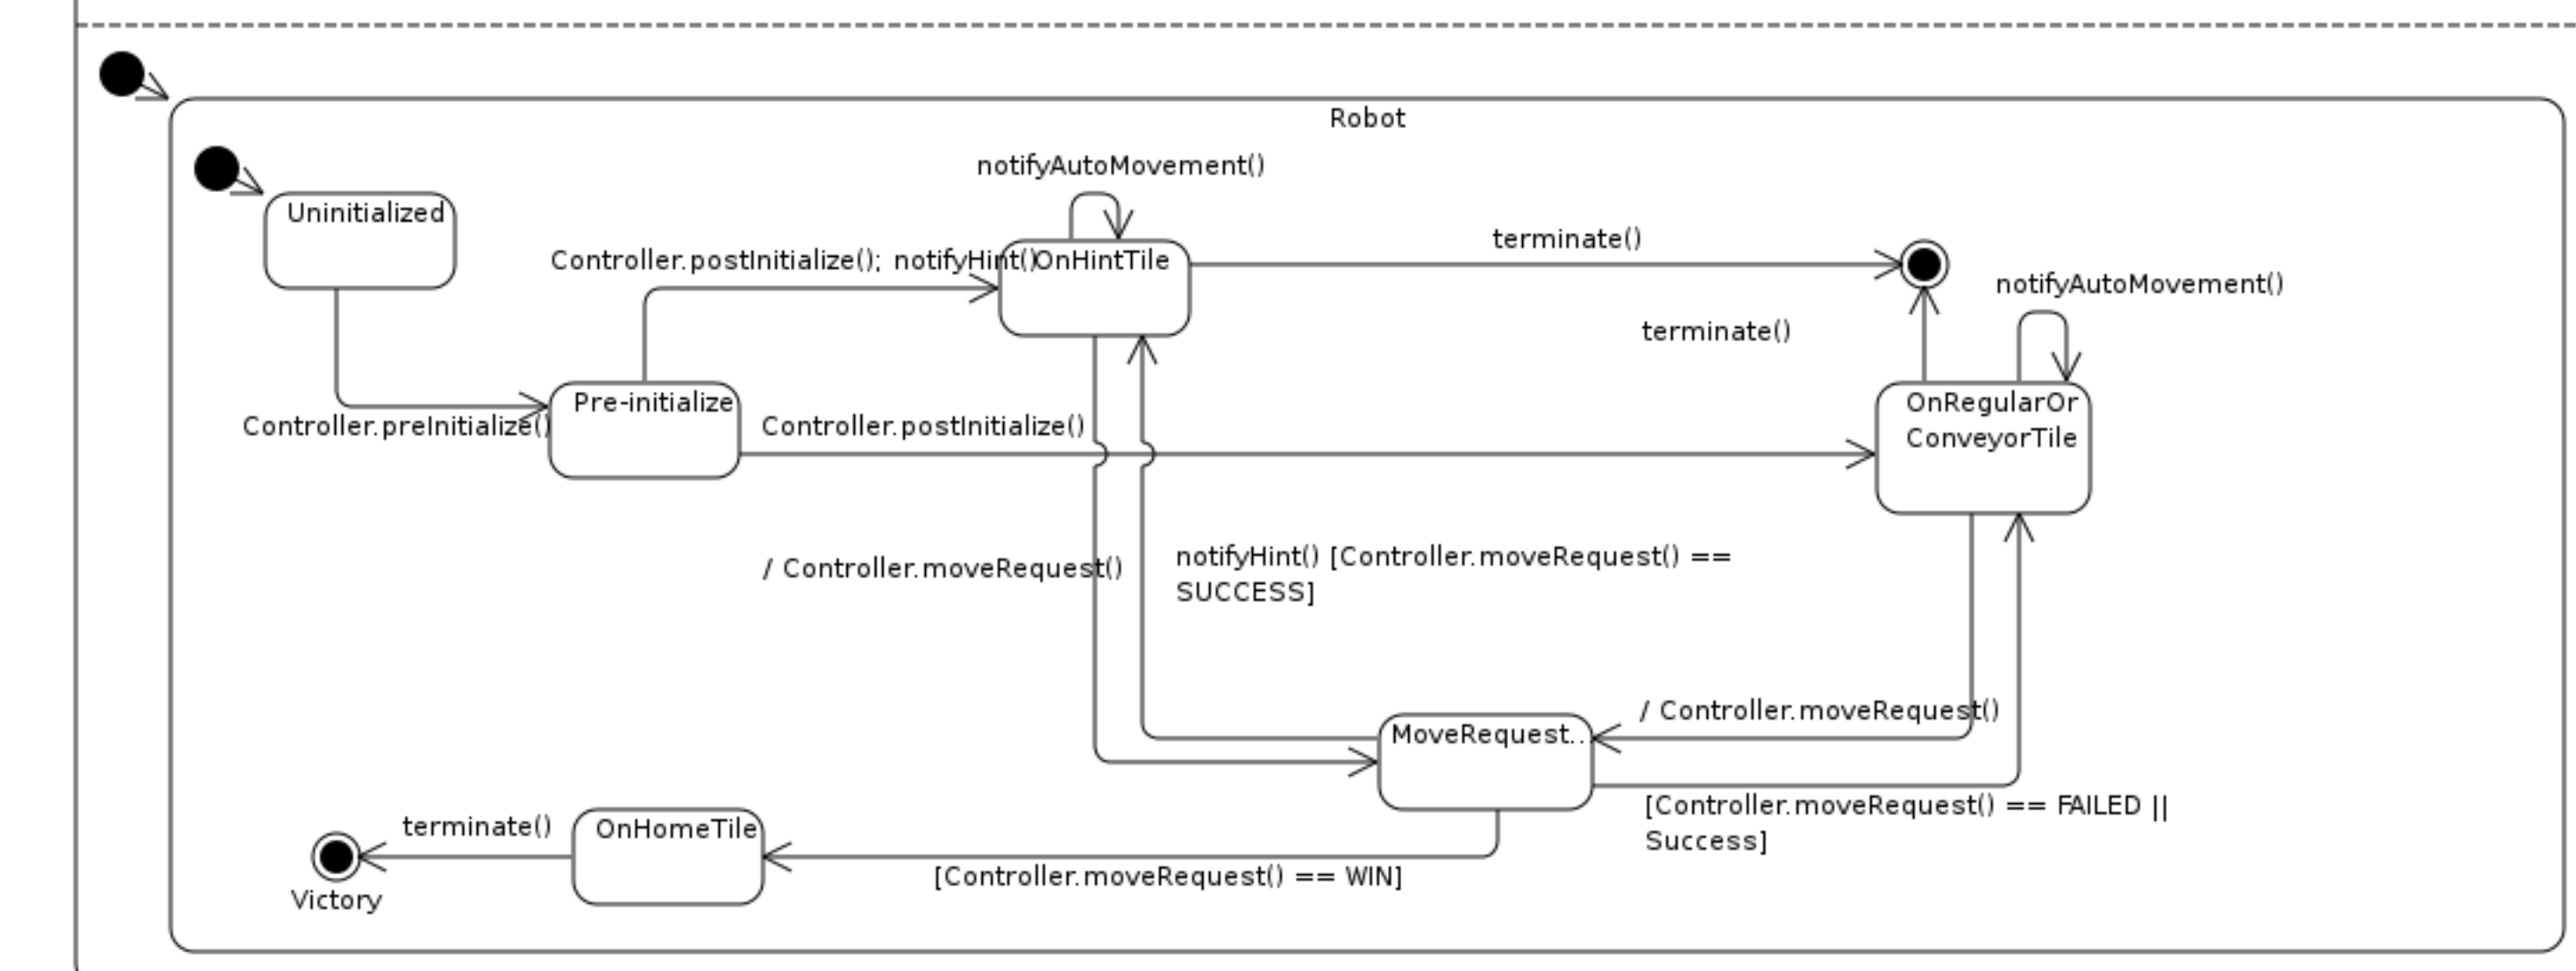 Robot
notifyAutoMovement()
Uninitialized
terminate()
Controller.postInitialize(); notifyHint()
OnHintTile
notifyAutoMovement()
terminate()
Pre-initialize
OnRegularOr
ConveyorTile
Controller.preInitialize()
Controller.postInitialize()
/ Controller.moveRequest()
notifyHint() [Controller.moveRequest() ==
SUCCESS]
/ Controller.moveRequest()
MoveRequest..
[Controller.moveRequest() == FAILED ||
Success]
terminate()
OnHomeTile
[Controller.moveRequest() == WIN]
Victory